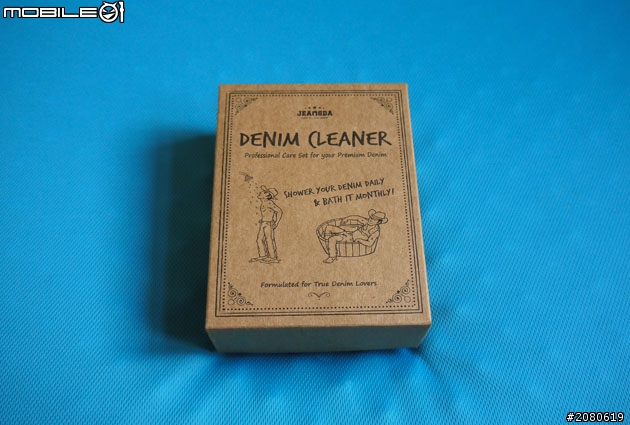 MOBILE01
JEAMODA
DENIM CLEANER
Professional Care Set for your Premium Denim
SHOWER YOUR DENIM DAILY
& BATH IT MONTHLY!
Formulated for True Denim Lovers
#2080619